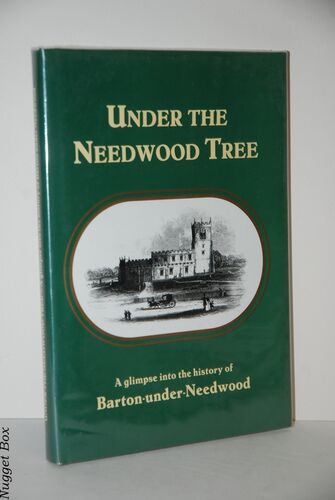 UNDER THE
NEEDWOOD TREE
A glimpse into the history of
Barton-under-Needwood
Nugget Box